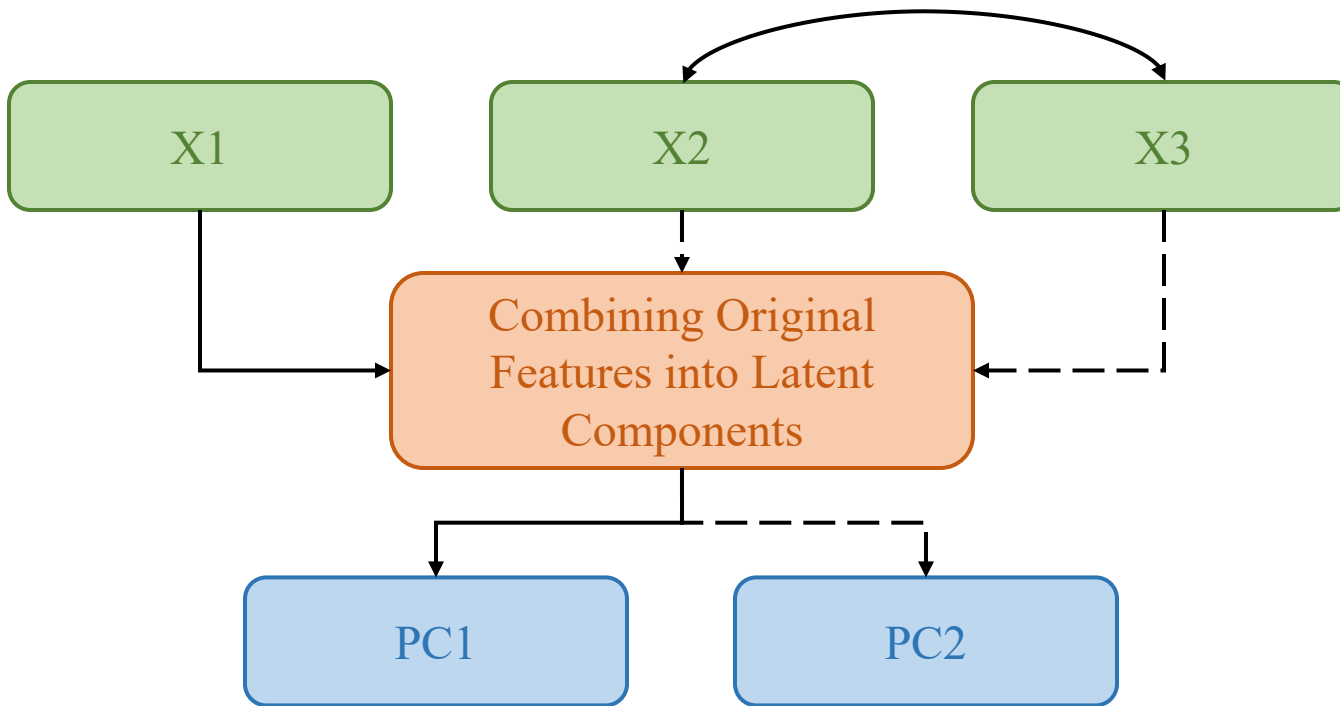 X1
X2
X3
Combining Original
Features into Latent
Components
PC1
PC2